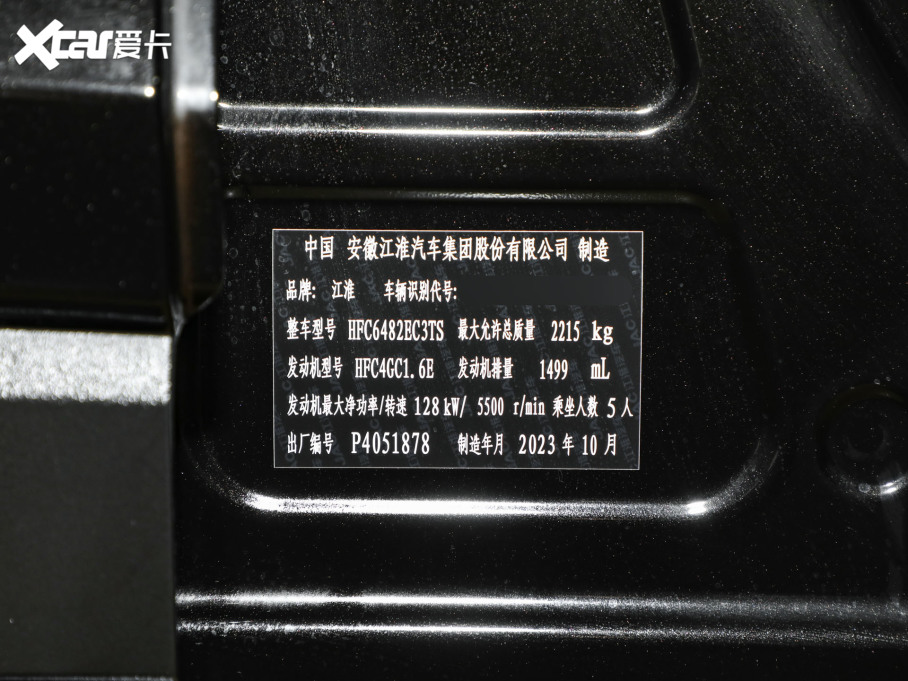 Xcar爱卡
中国 安徽江淮汽车集团股份有限公司 制造
品牌: 江淮 车辆识别代号:
整车型号 HFC6482EC3TS 最大允许总质量 2215 kg
发动机型号 HFC4GC1.6E 发动机排量 1499 mL
发动机最大净功率/转速 128 kW/ 5500 r/min 乘坐人数 5 人
出厂编号 P4051878 制造年月 2023 年 10 月